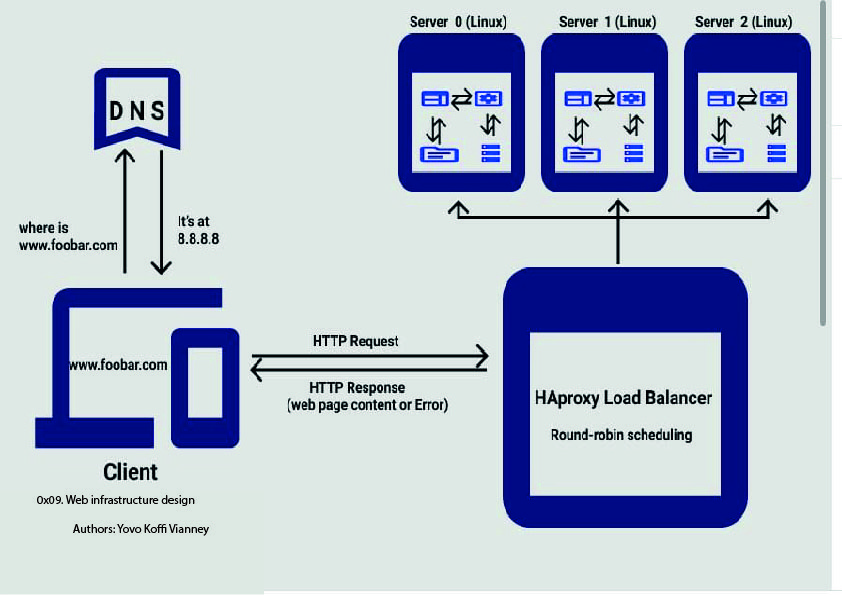 Server 0 (Linux)
Server 1 (Linux)
Server 2 (Linux)
DNS
where is
www.foobar.com
It's at
8.8.8.8
www.foobar.com
HTTP Request
HTTP Response
(web page content or Error)
HAproxy Load Balancer
Round-robin scheduling
Client
0x09. Web infrastructure design
Authors: Yovo Koffi Vianney